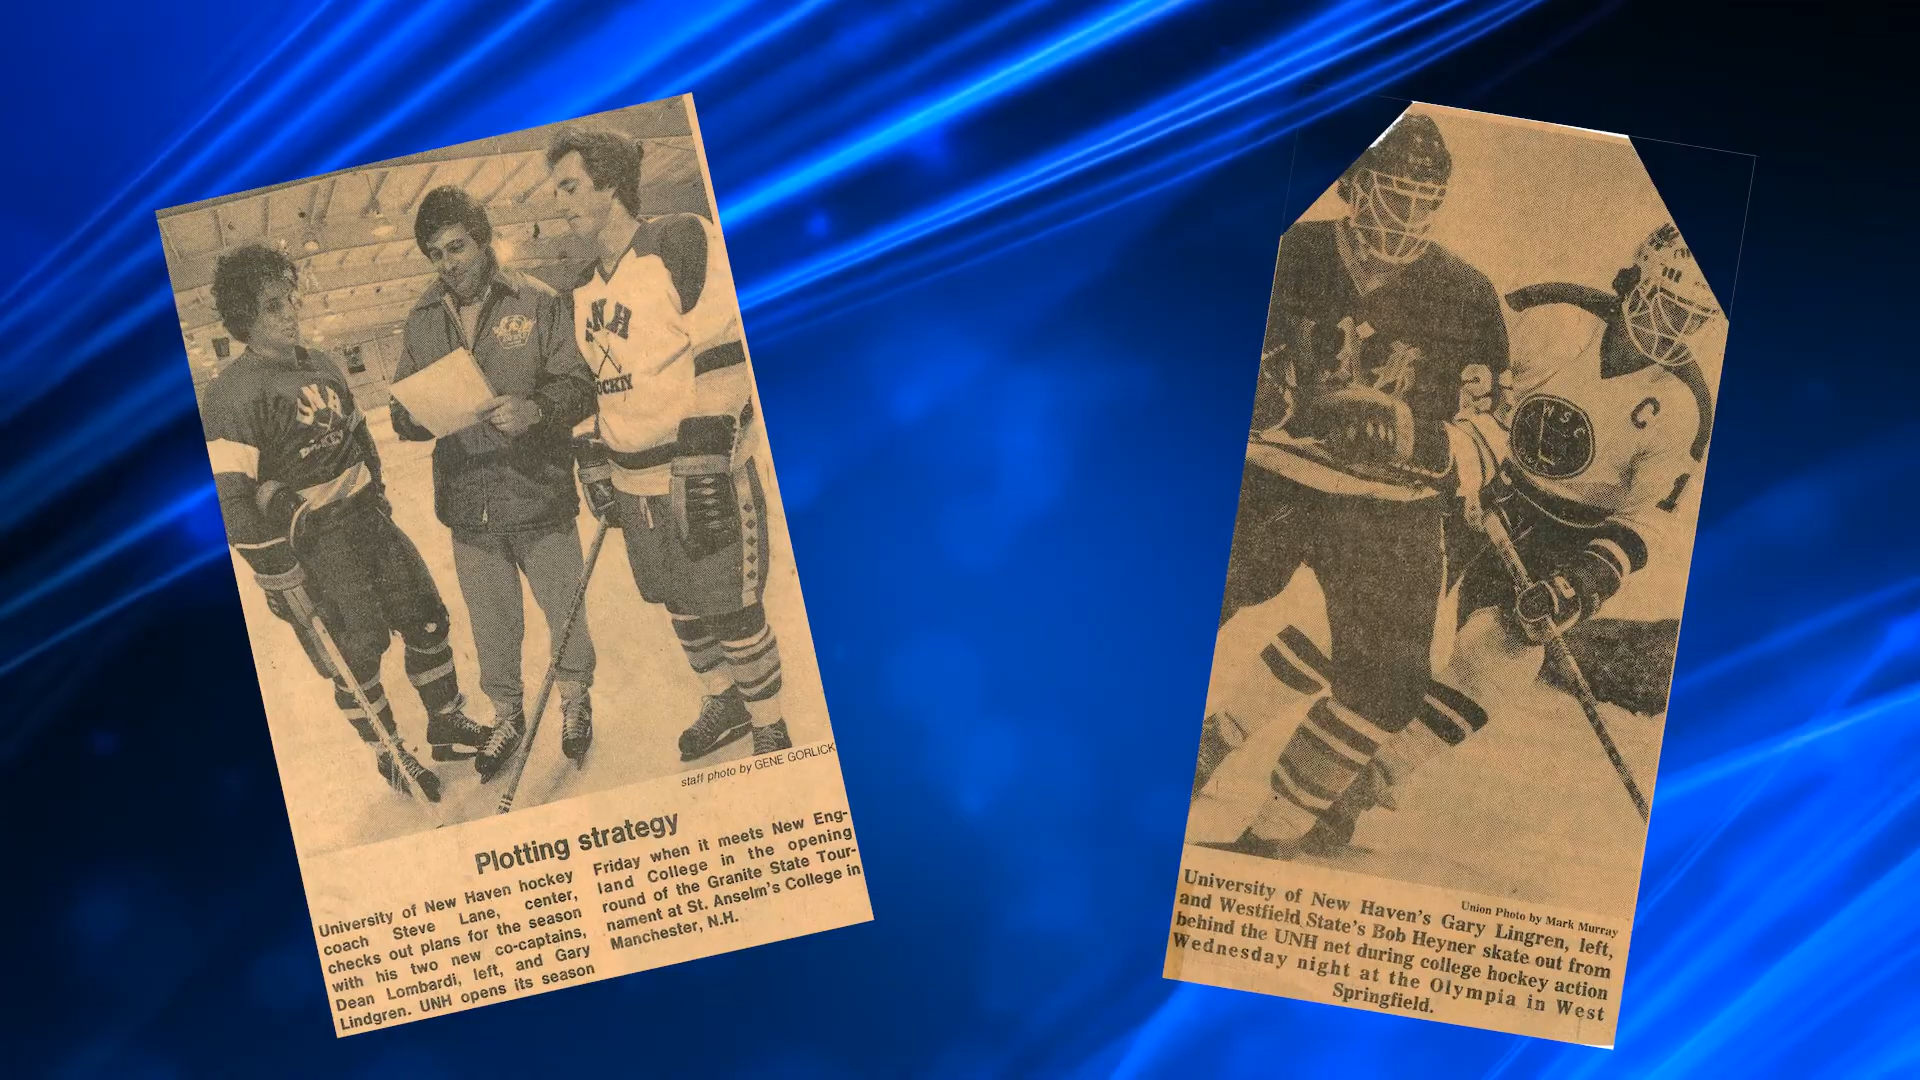 UNH
HOCKEY
NH
OCKEY
staff photo by GENE GORLICK
Plotting strategy
University of New Haven hockey
coach Steve Lane, center,
checks out plans for the season
with his two new co-captains,
Dean Lombardi, left, and Gary
Lindgren. UNH opens its season
Friday when it meets New Eng-
land College in the opening
round of the Granite State Tour-
nament at St. Anselm's College in
Manchester, N.H.
WSC
C
1
Union Photo by Mark Murray
University of New Haven's Gary Lingren, left,
and Westfield State's Bob Heyner skate out from
behind the UNH net during college hockey action
Wednesday night at the Olympia in West
Springfield.